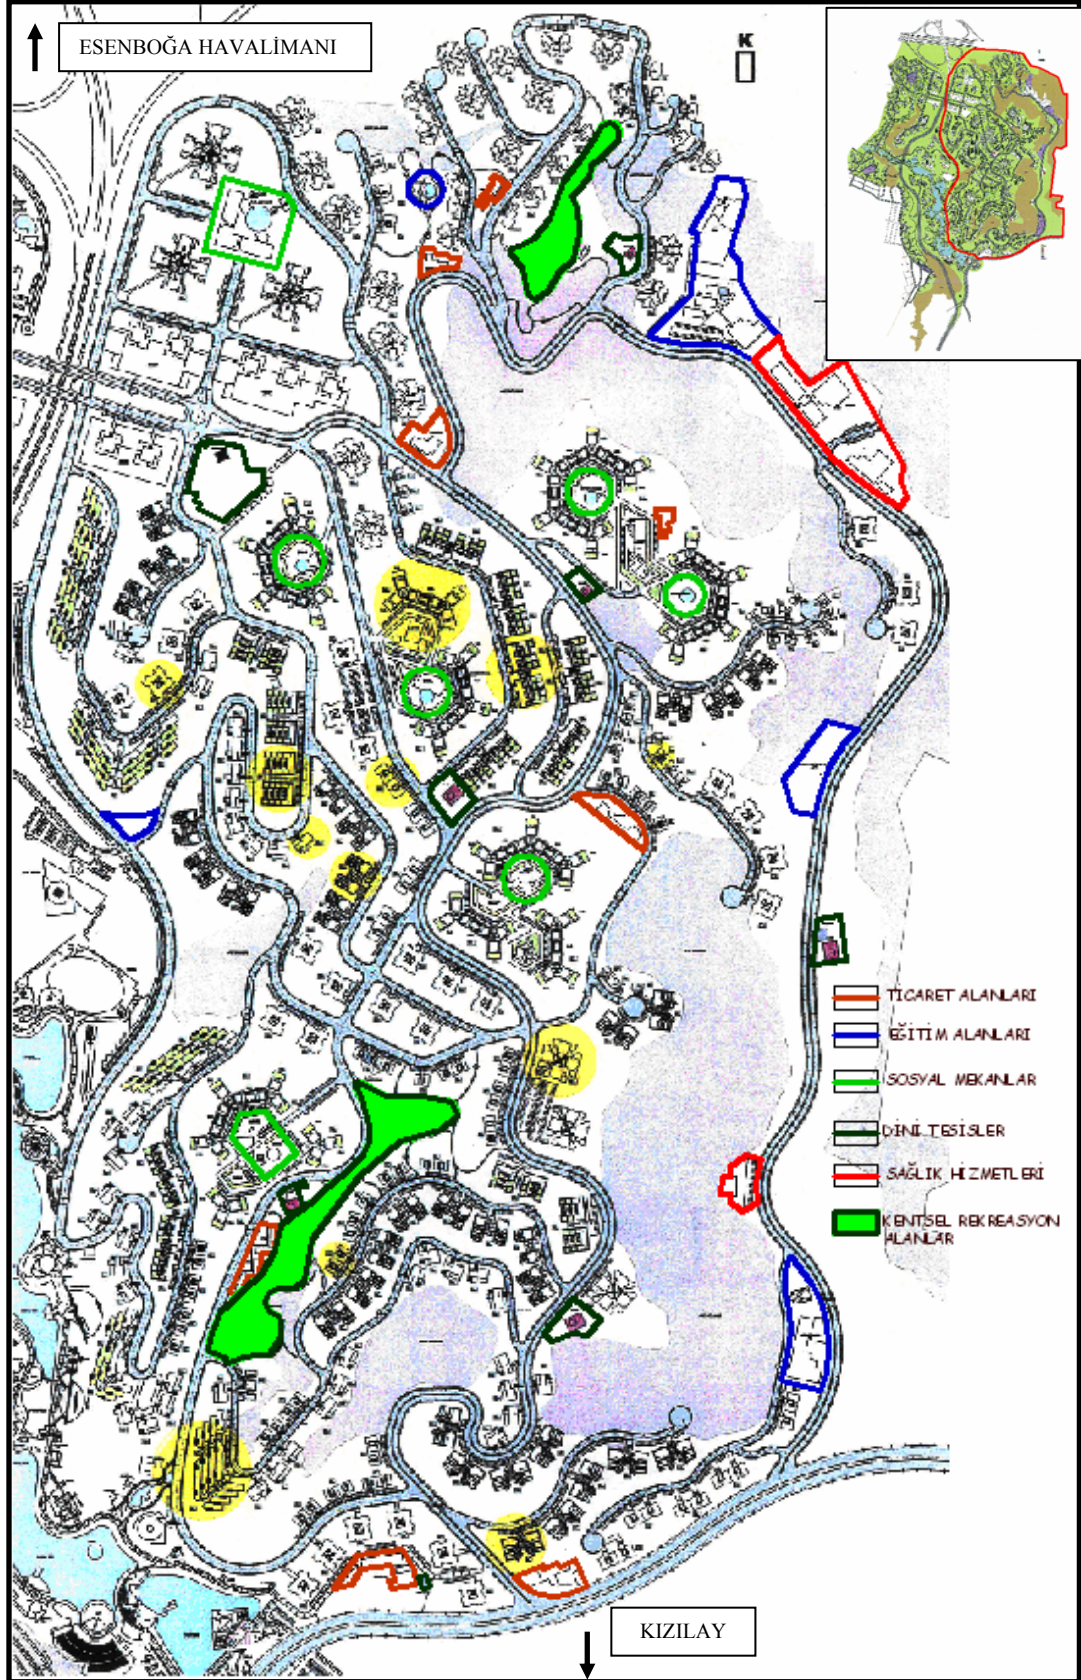 ESENBOĞA HAVALİMANI
K
TİCARET ALANLARI
EĞİTİM ALANLARI
SOSYAL MEKANLAR
DİNİ TESİSLER
SAĞLIK HİZMETLERİ
KENTSEL REKREASYON
ALANLAR
KIZILAY